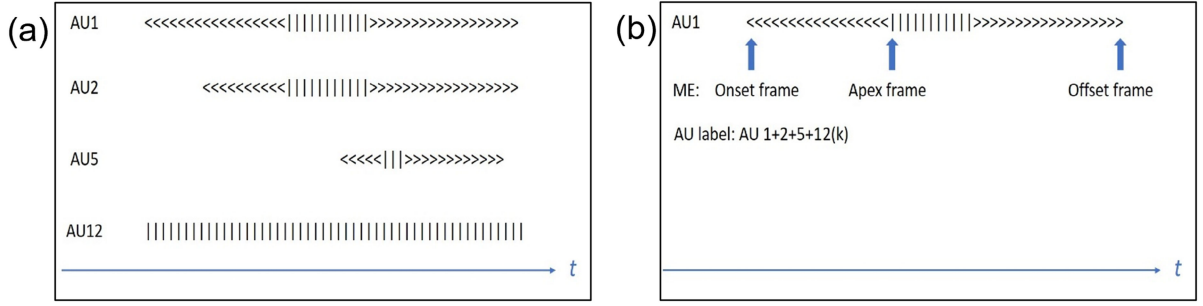 (a)
AU1 <<<<<<<<<<<<<<<<<|||||||||||>>>>>>>>>>>>>>>>>>
AU2 <<<<<<<<<<|||||||||||>>>>>>>>>>>>>>>>>>
AU5 <<<<<|||>>>>>>>>>>>>
AU12 ||||||||||||||||||||||||||||||||||||||||||||||||||
t
(b)
AU1 <<<<<<<<<<<<<<<<<|||||||||||>>>>>>>>>>>>>>>>>>
ME: Onset frame Apex frame Offset frame
AU label: AU 1+2+5+12(k)
t